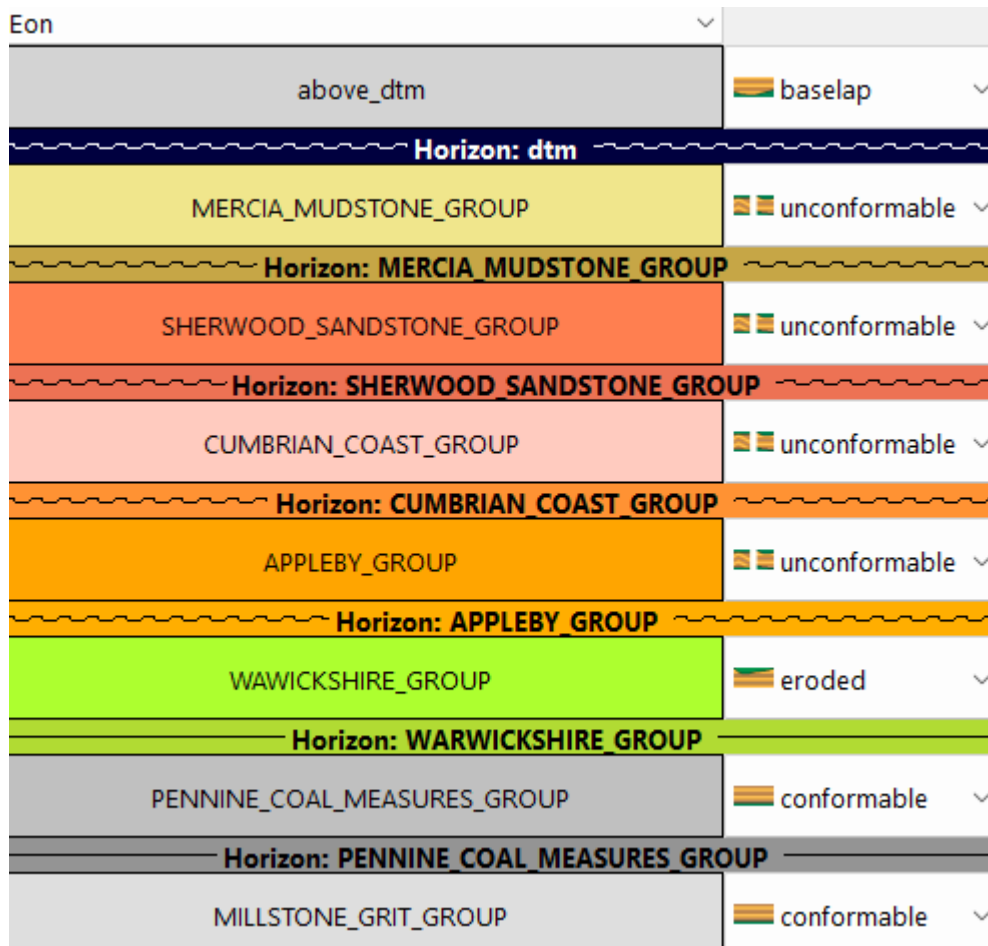 Eon
above_dtm baselap
Horizon: dtm
MERCIA_MUDSTONE_GROUP unconformable
Horizon: MERCIA_MUDSTONE_GROUP
SHERWOOD_SANDSTONE_GROUP unconformable
Horizon: SHERWOOD_SANDSTONE_GROUP
CUMBRIAN_COAST_GROUP unconformable
Horizon: CUMBRIAN_COAST_GROUP
APPLEBY_GROUP unconformable
Horizon: APPLEBY_GROUP
WAWICKSHIRE_GROUP eroded
Horizon: WARWICKSHIRE_GROUP
PENNINE_COAL_MEASURES_GROUP conformable
Horizon: PENNINE_COAL_MEASURES_GROUP
MILLSTONE_GRIT_GROUP conformable